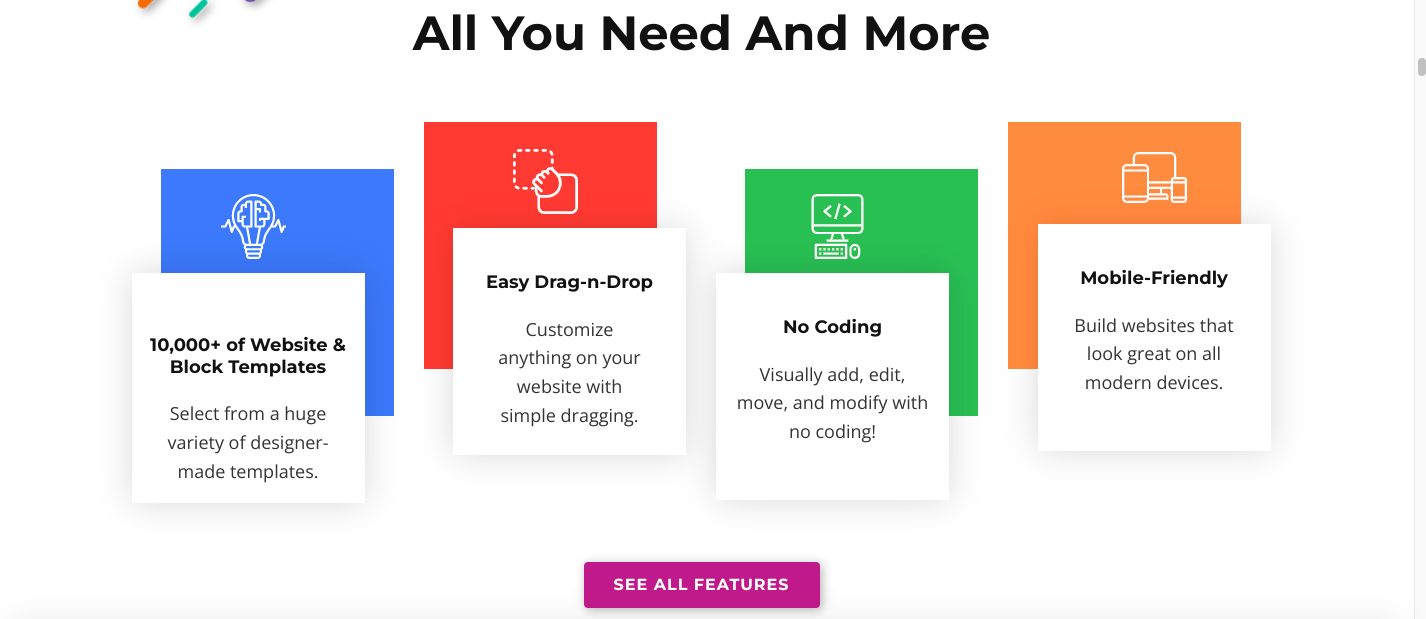 All You Need And More
10,000+ of Website &
Block Templates
Select from a huge
variety of designer-
made templates.
Easy Drag-n-Drop
Customize
anything on your
website with
simple dragging.
No Coding
Visually add, edit,
move, and modify with
no coding!
Mobile-Friendly
Build websites that
look great on all
modern devices.
SEE ALL FEATURES